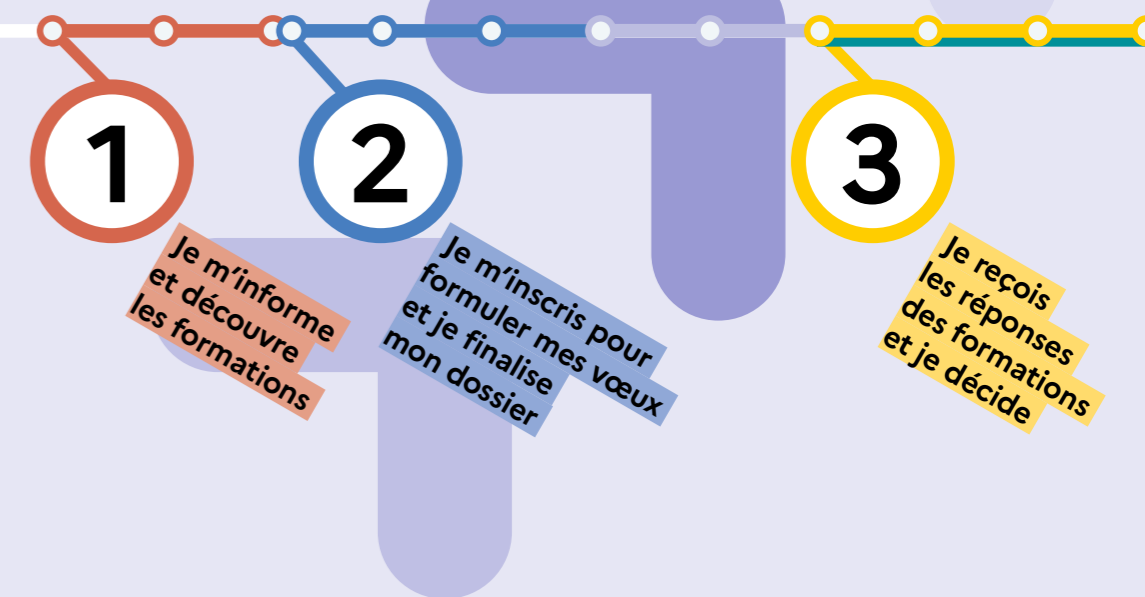 1
Je m’informe
et découvre
les formations
2
Je m’inscris pour
formuler mes vœux
et je finalise
mon dossier
3
Je reçois
les réponses
des formations
et je décide